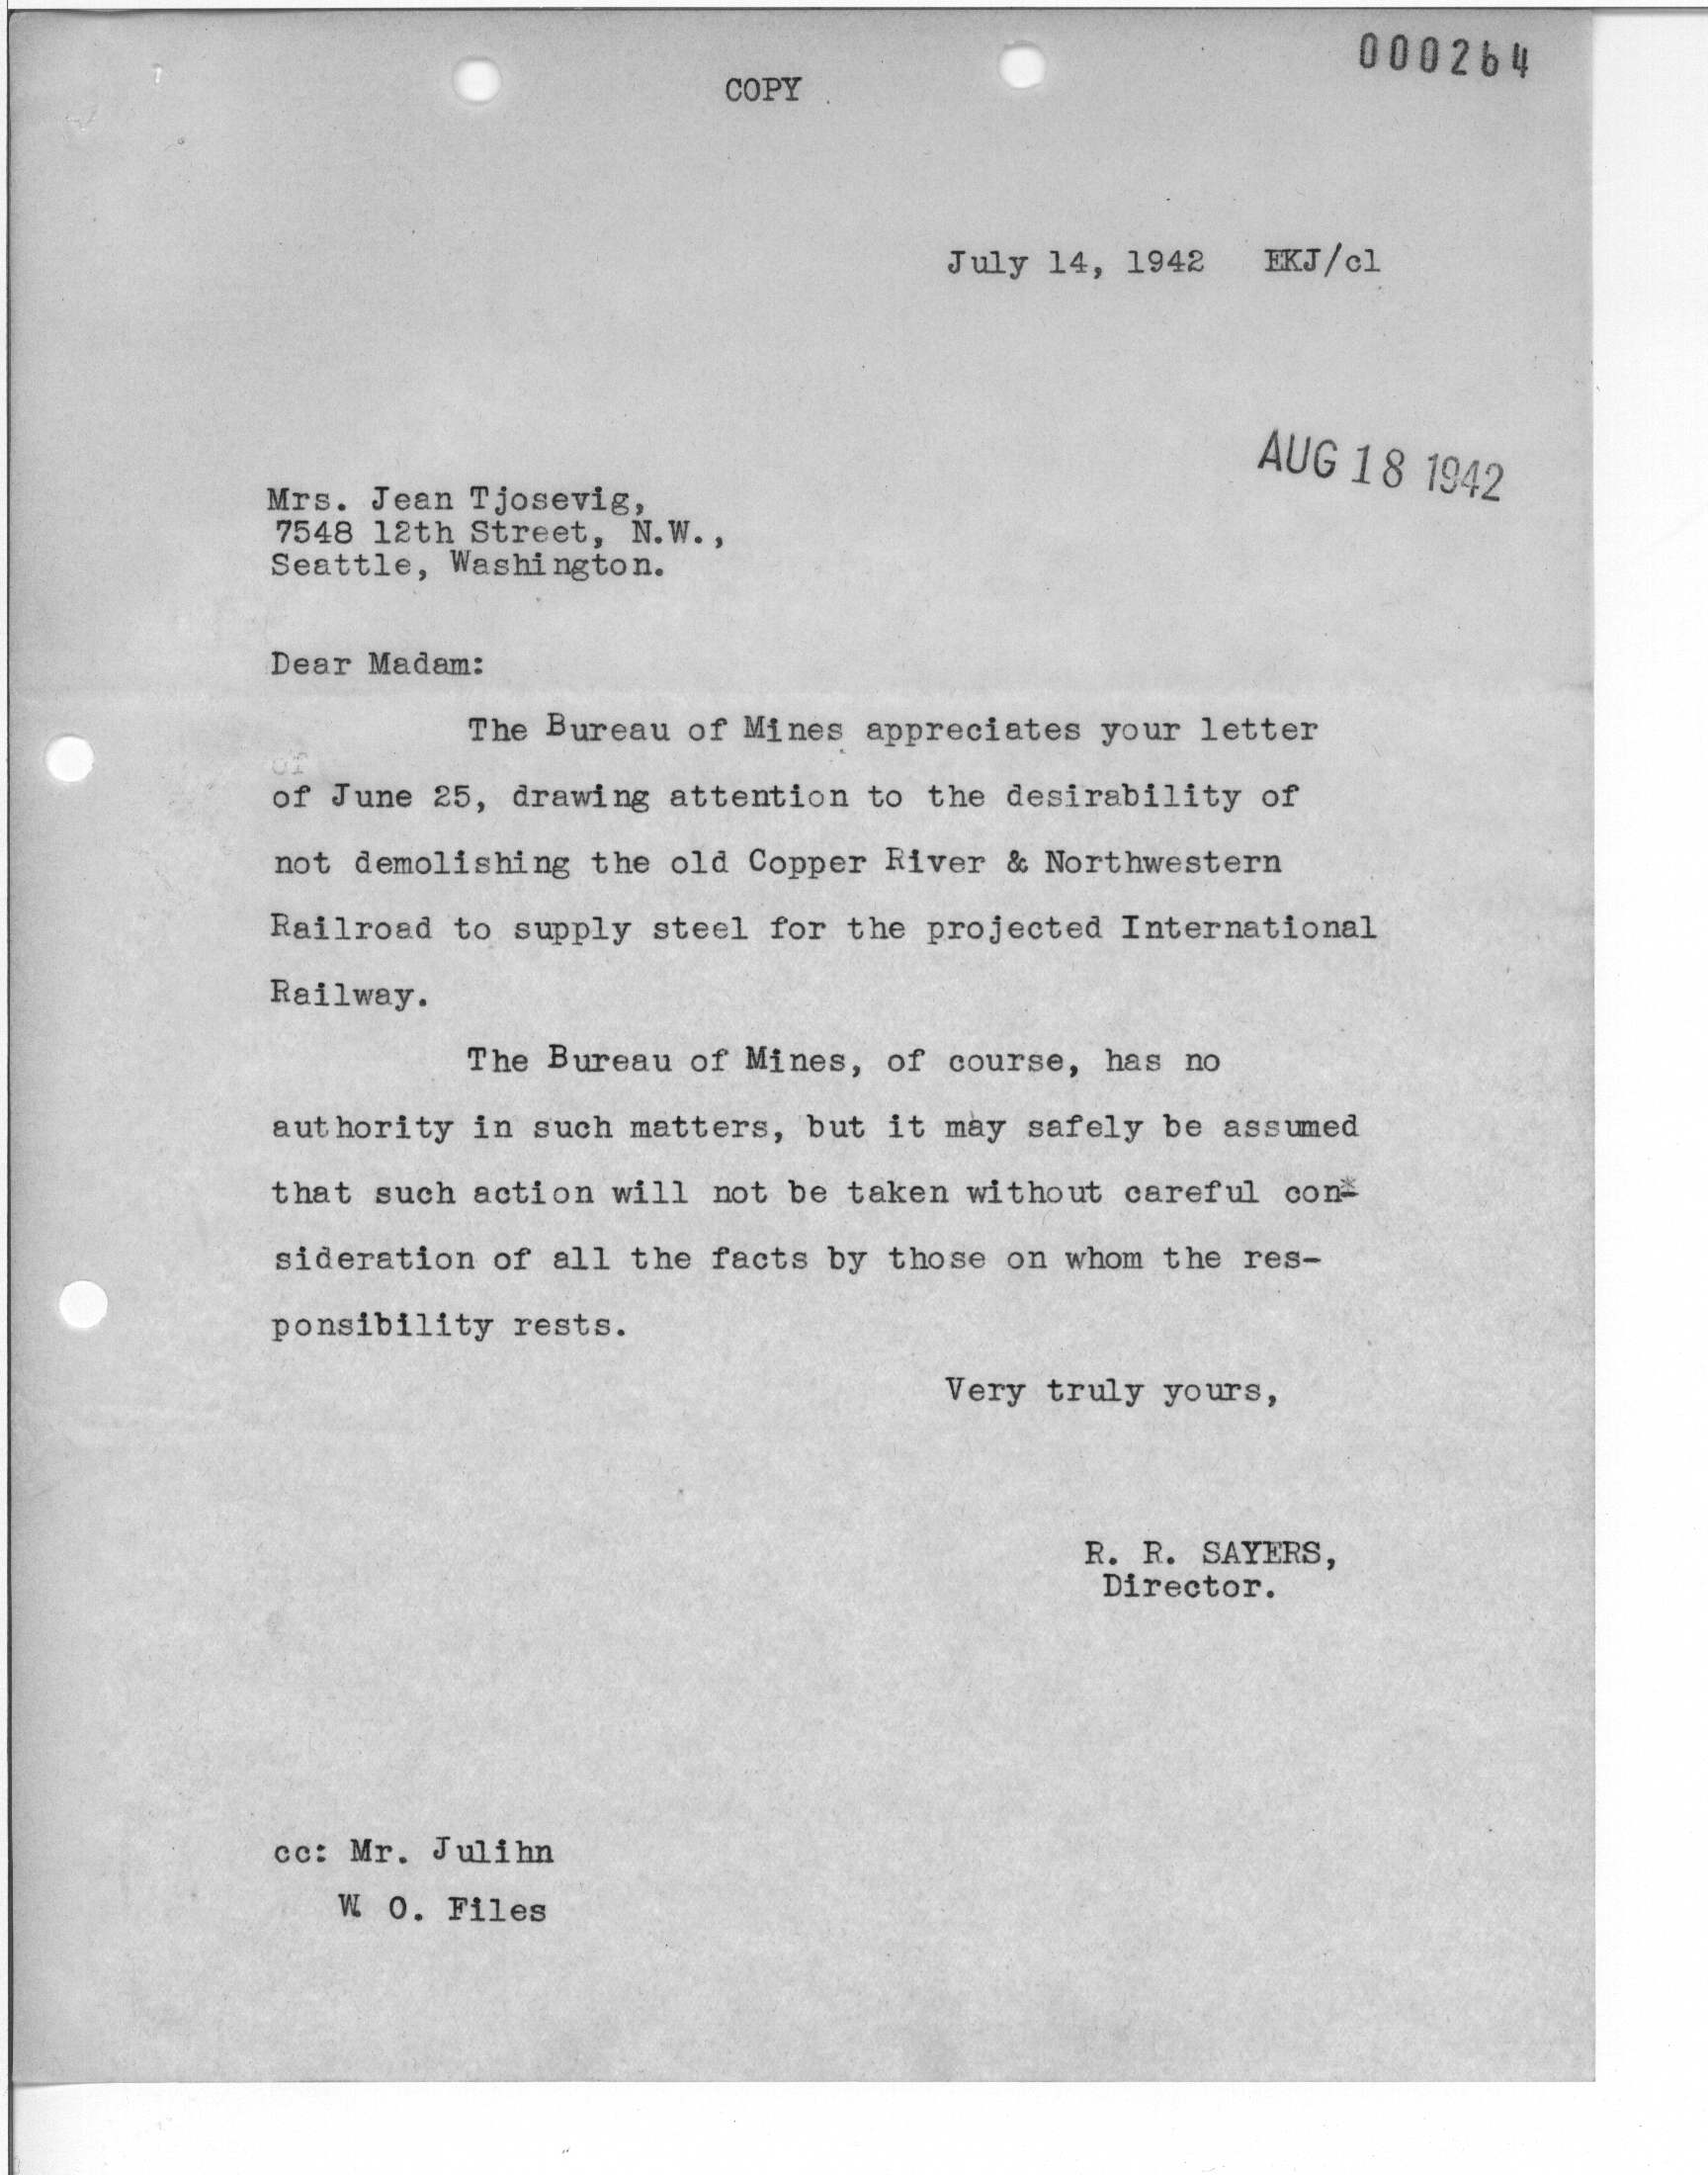 000264
COPY
July 14, 1942 EKJ/cl
AUG 18 1942
Mrs. Jean Tjosevig,
7548 12th Street, N.W.,
Seattle, Washington.
Dear Madam:
The Bureau of Mines appreciates your letter
of
of June 25, drawing attention to the desirability of
not demolishing the old Copper River & Northwestern
Railroad to supply steel for the projected International
Railway.
The Bureau of Mines, of course, has no
authority in such matters, but it may safely be assumed
that such action will not be taken without careful con-
sideration of all the facts by those on whom the res-
ponsibility rests.
Very truly yours,
R. R. SAYERS,
Director.
cc: Mr. Julihn
W. O. Files